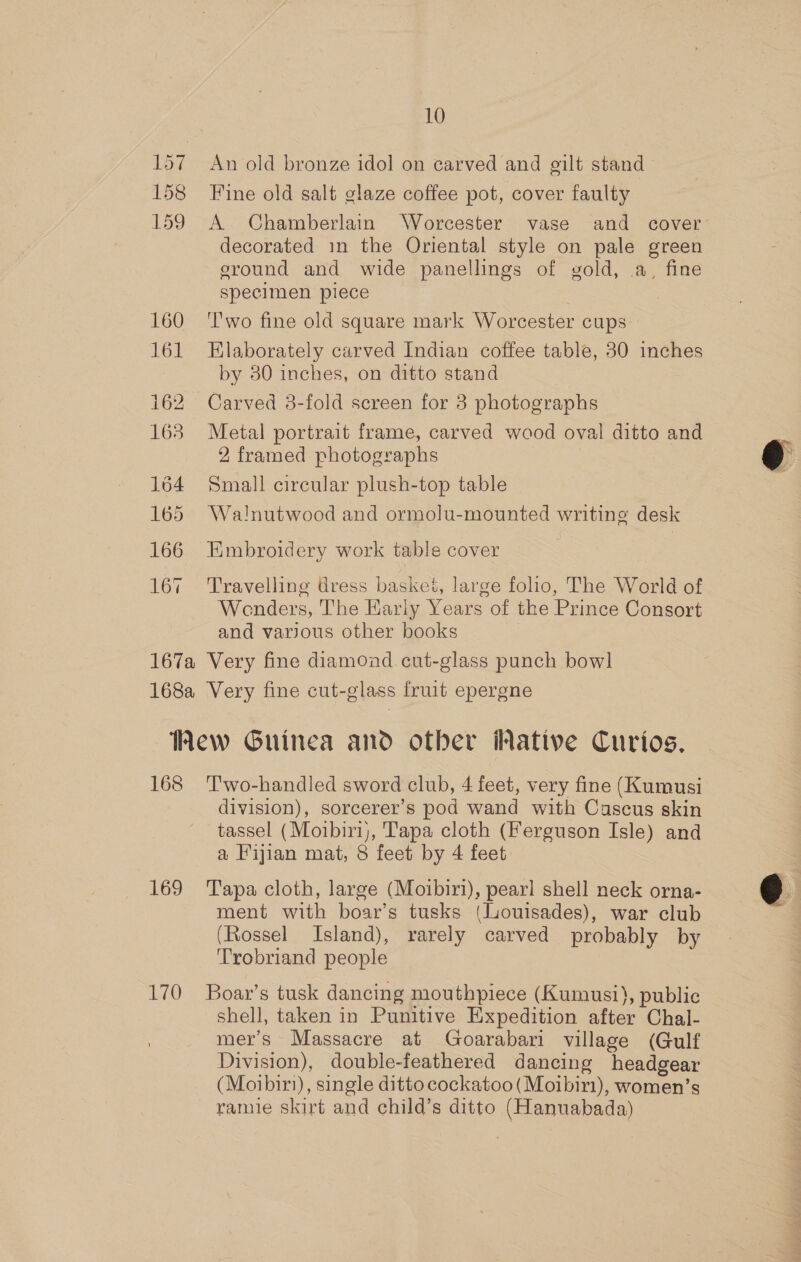 10
157 An old bronze idol on carved and gilt stand
158 Fine old salt glaze coffee pot, cover faulty
159 A Chamberlain Worcester vase and cover
decorated in the Oriental style on pale green
ground and wide panellings of gold, a fine
specimen piece
160 Two fine old square mark Worcester cups
161 Elaborately carved Indian coffee table, 30 inches
by 30 inches, on ditto stand
162 Carved 3-fold screen for 3 photographs
163 Metal portrait frame, carved wood oval ditto and
2 framed photographs
164 Small circular plush-top table
165 Walnutwood and ormolu-mounted writing desk
166 Embroidery work table cover
167 Travelling dress basket, large folio, The World of
Wonders, The Early Years of the Prince Consort
and various other books
167a Very fine diamond cut-glass punch bowl
168a Very fine cut-glass fruit epergne
New Guinea and other Native Curios.
168 Two-handled sword club, 4 feet, very fine (Kumusi
division), sorcerer's pod wand with Cuscus skin
tassel (Moibiri), Tapa cloth (Ferguson Isle) and
a Fijian mat, 8 feet by 4 feet
169 Tapa cloth, large (Moibiri), pearl shell neck orna-
ment with boar's tusks (Louisades), war club
(Rossel Island), rarely carved probably by
Trobriand people
170 Boar's tusk dancing mouthpiece (Kumusi), public
shell, taken in Punitive Expedition after Chal-
mer's Massacre at Goarabari village (Gulf
Division), double-feathered dancing headgear
(Moibiri), single ditto cockatoo (Moibiri), women's
ramie skirt and child's ditto (Hanuabada)